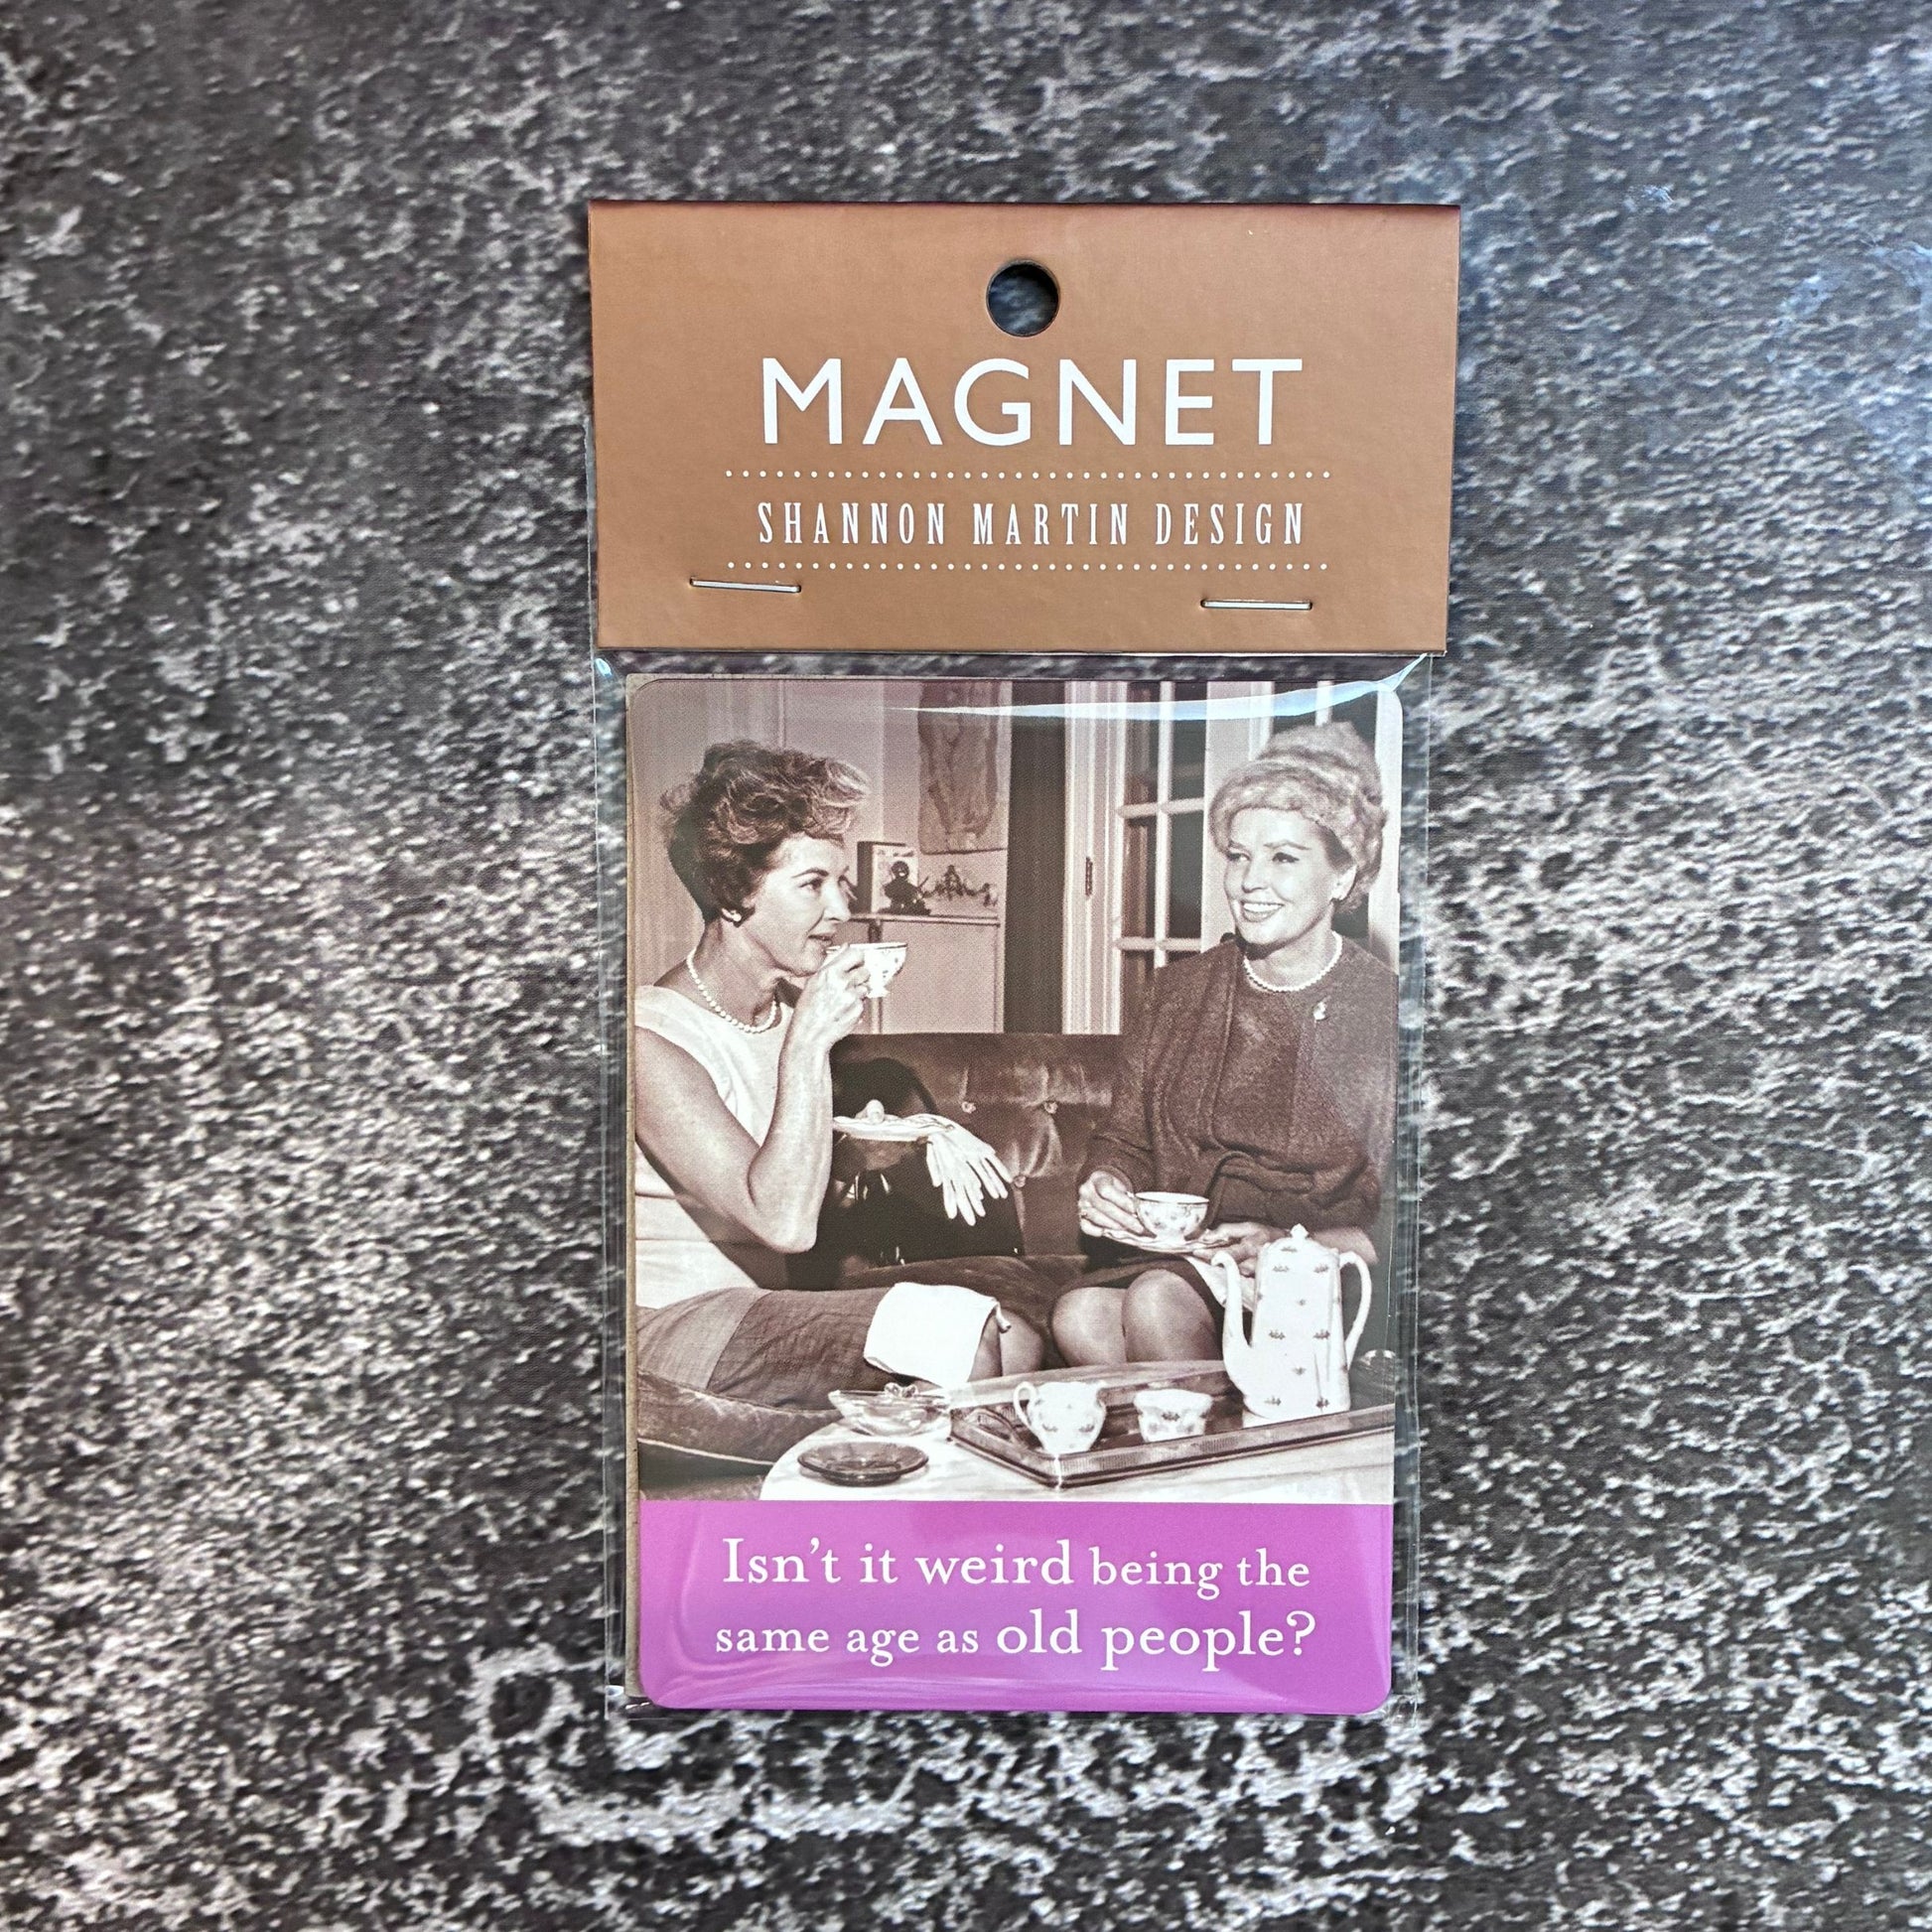 MAGNET
SHANNON MARTIN DESIGN
Isn't it weird being the
same age as old people?